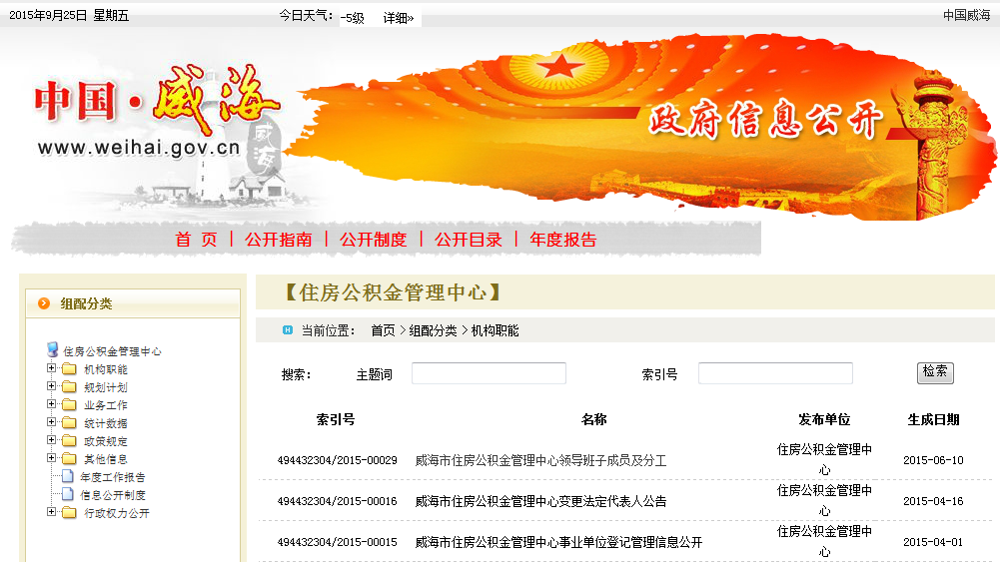 2015年9月25日 星期五
今日天气：
-5级 详细»
中国威海
中国·威海
威海
www.weihai.gov.cn
政府信息公开
首 页 | 公开指南 | 公开制度 | 公开目录 | 年度报告
组配分类
住房公积金管理中心
机构职能
规划计划
业务工作
统计数据
政策规定
其他信息
年度工作报告
信息公开制度
行政权力公开
【住房公积金管理中心】
当前位置： 首页 > 组配分类 > 机构职能
搜索： 主题词 索引号 检索
索引号 名称 发布单位 生成日期
494432304/2015-00029 威海市住房公积金管理中心领导班子成员及分工 住房公积金管理中心 2015-06-10
494432304/2015-00016 威海市住房公积金管理中心变更法定代表人公告 住房公积金管理中心 2015-04-16
494432304/2015-00015 威海市住房公积金管理中心事业单位登记管理信息公开 住房公积金管理中心 2015-04-01